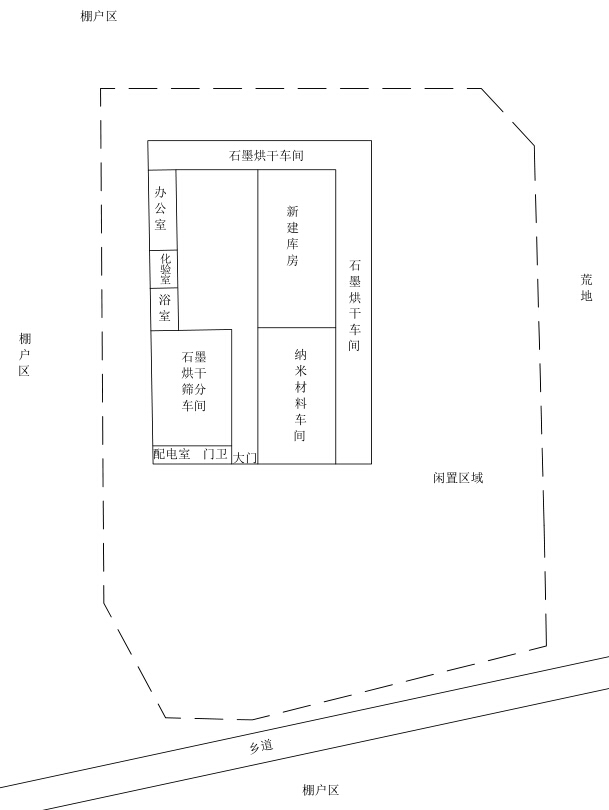 棚户区
石墨烘干车间
办公室
新建库房
化验室
石墨烘干车间
荒地
浴室
棚户区
石墨
烘干
筛分
车间
纳米材料车间
配电室 门卫
大门
闲置区域
乡道
棚户区